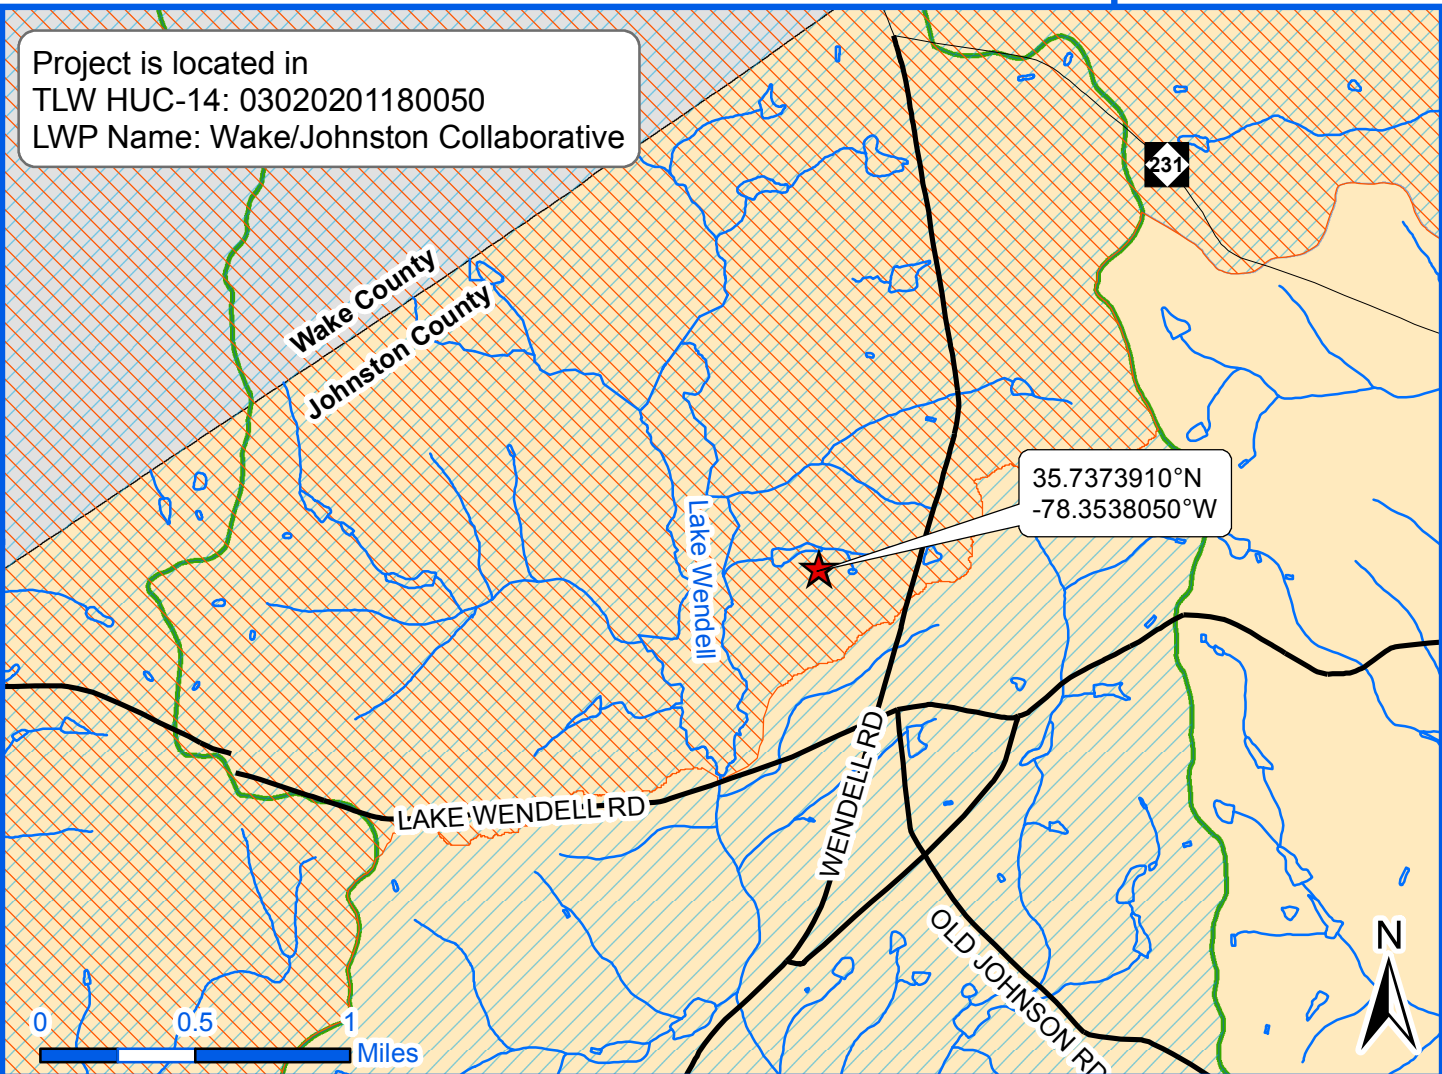 Project is located in
TLW HUC-14: 03020201180050
LWP Name: Wake/Johnston Collaborative
231
Wake County
Johnston County
35.7373910°N
-78.3538050°W
Lake Wendell
LAKE WENDELL RD
WENDELL RD
OLD JOHNSON RD
N
0 0.5 1
Miles